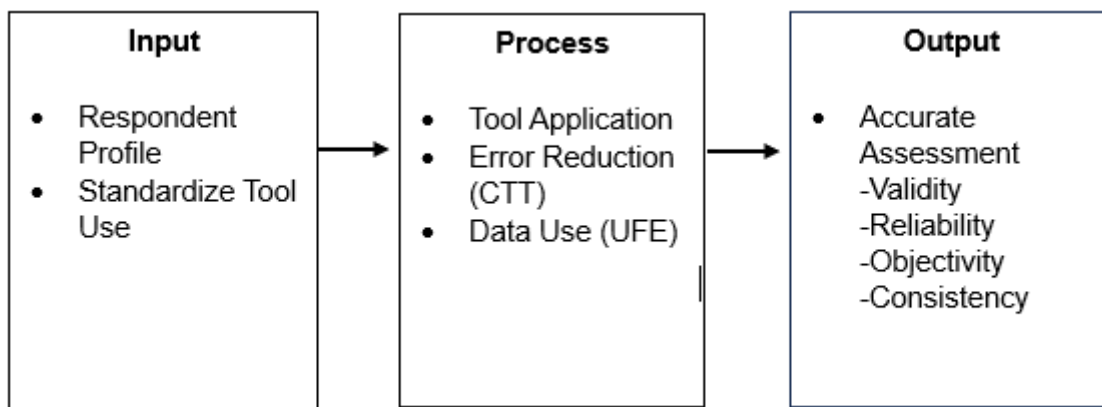 Input
• Respondent
Profile
• Standardize Tool
Use
Process
• Tool Application
• Error Reduction
(CTT)
• Data Use (UFE)
Output
• Accurate
Assessment
-Validity
-Reliability
-Objectivity
-Consistency